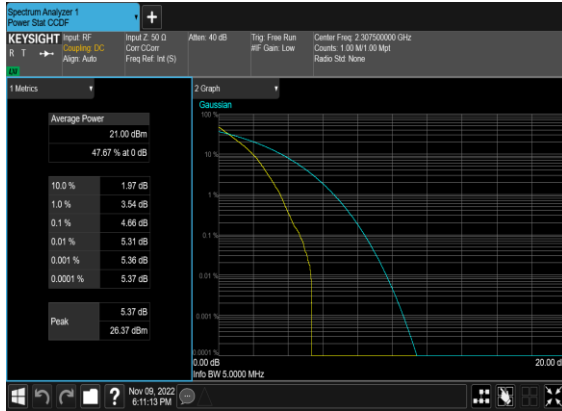 Spectrum Analyzer 1
Power Stat CCDF
KEYSIGHT
R T
LU
Input: RF
Coupling: DC
Align: Auto
Input Z: 50 Ω
Corr CCorr
Freq Ref: Int (S)
Atten: 40 dB
Trig: Free Run
#IF Gain: Low
Center Freq: 2.307500000 GHz
Counts: 1.00 M/1.00 Mpt
Radio Std: None
1 Metrics
Average Power
21.00 dBm
47.67 % at 0 dB
10.0 % 1.97 dB
1.0 % 3.54 dB
0.1 % 4.66 dB
0.01 % 5.31 dB
0.001 % 5.36 dB
0.0001 % 5.37 dB
Peak
5.37 dB
26.37 dBm
2 Graph
Gaussian
100 %
10 %
1 %
0.1 %
0.01 %
0.001 %
0.0001 %
0.00 dB
20.00 d
Info BW 5.0000 MHz
Nov 09, 2022
6:11:13 PM